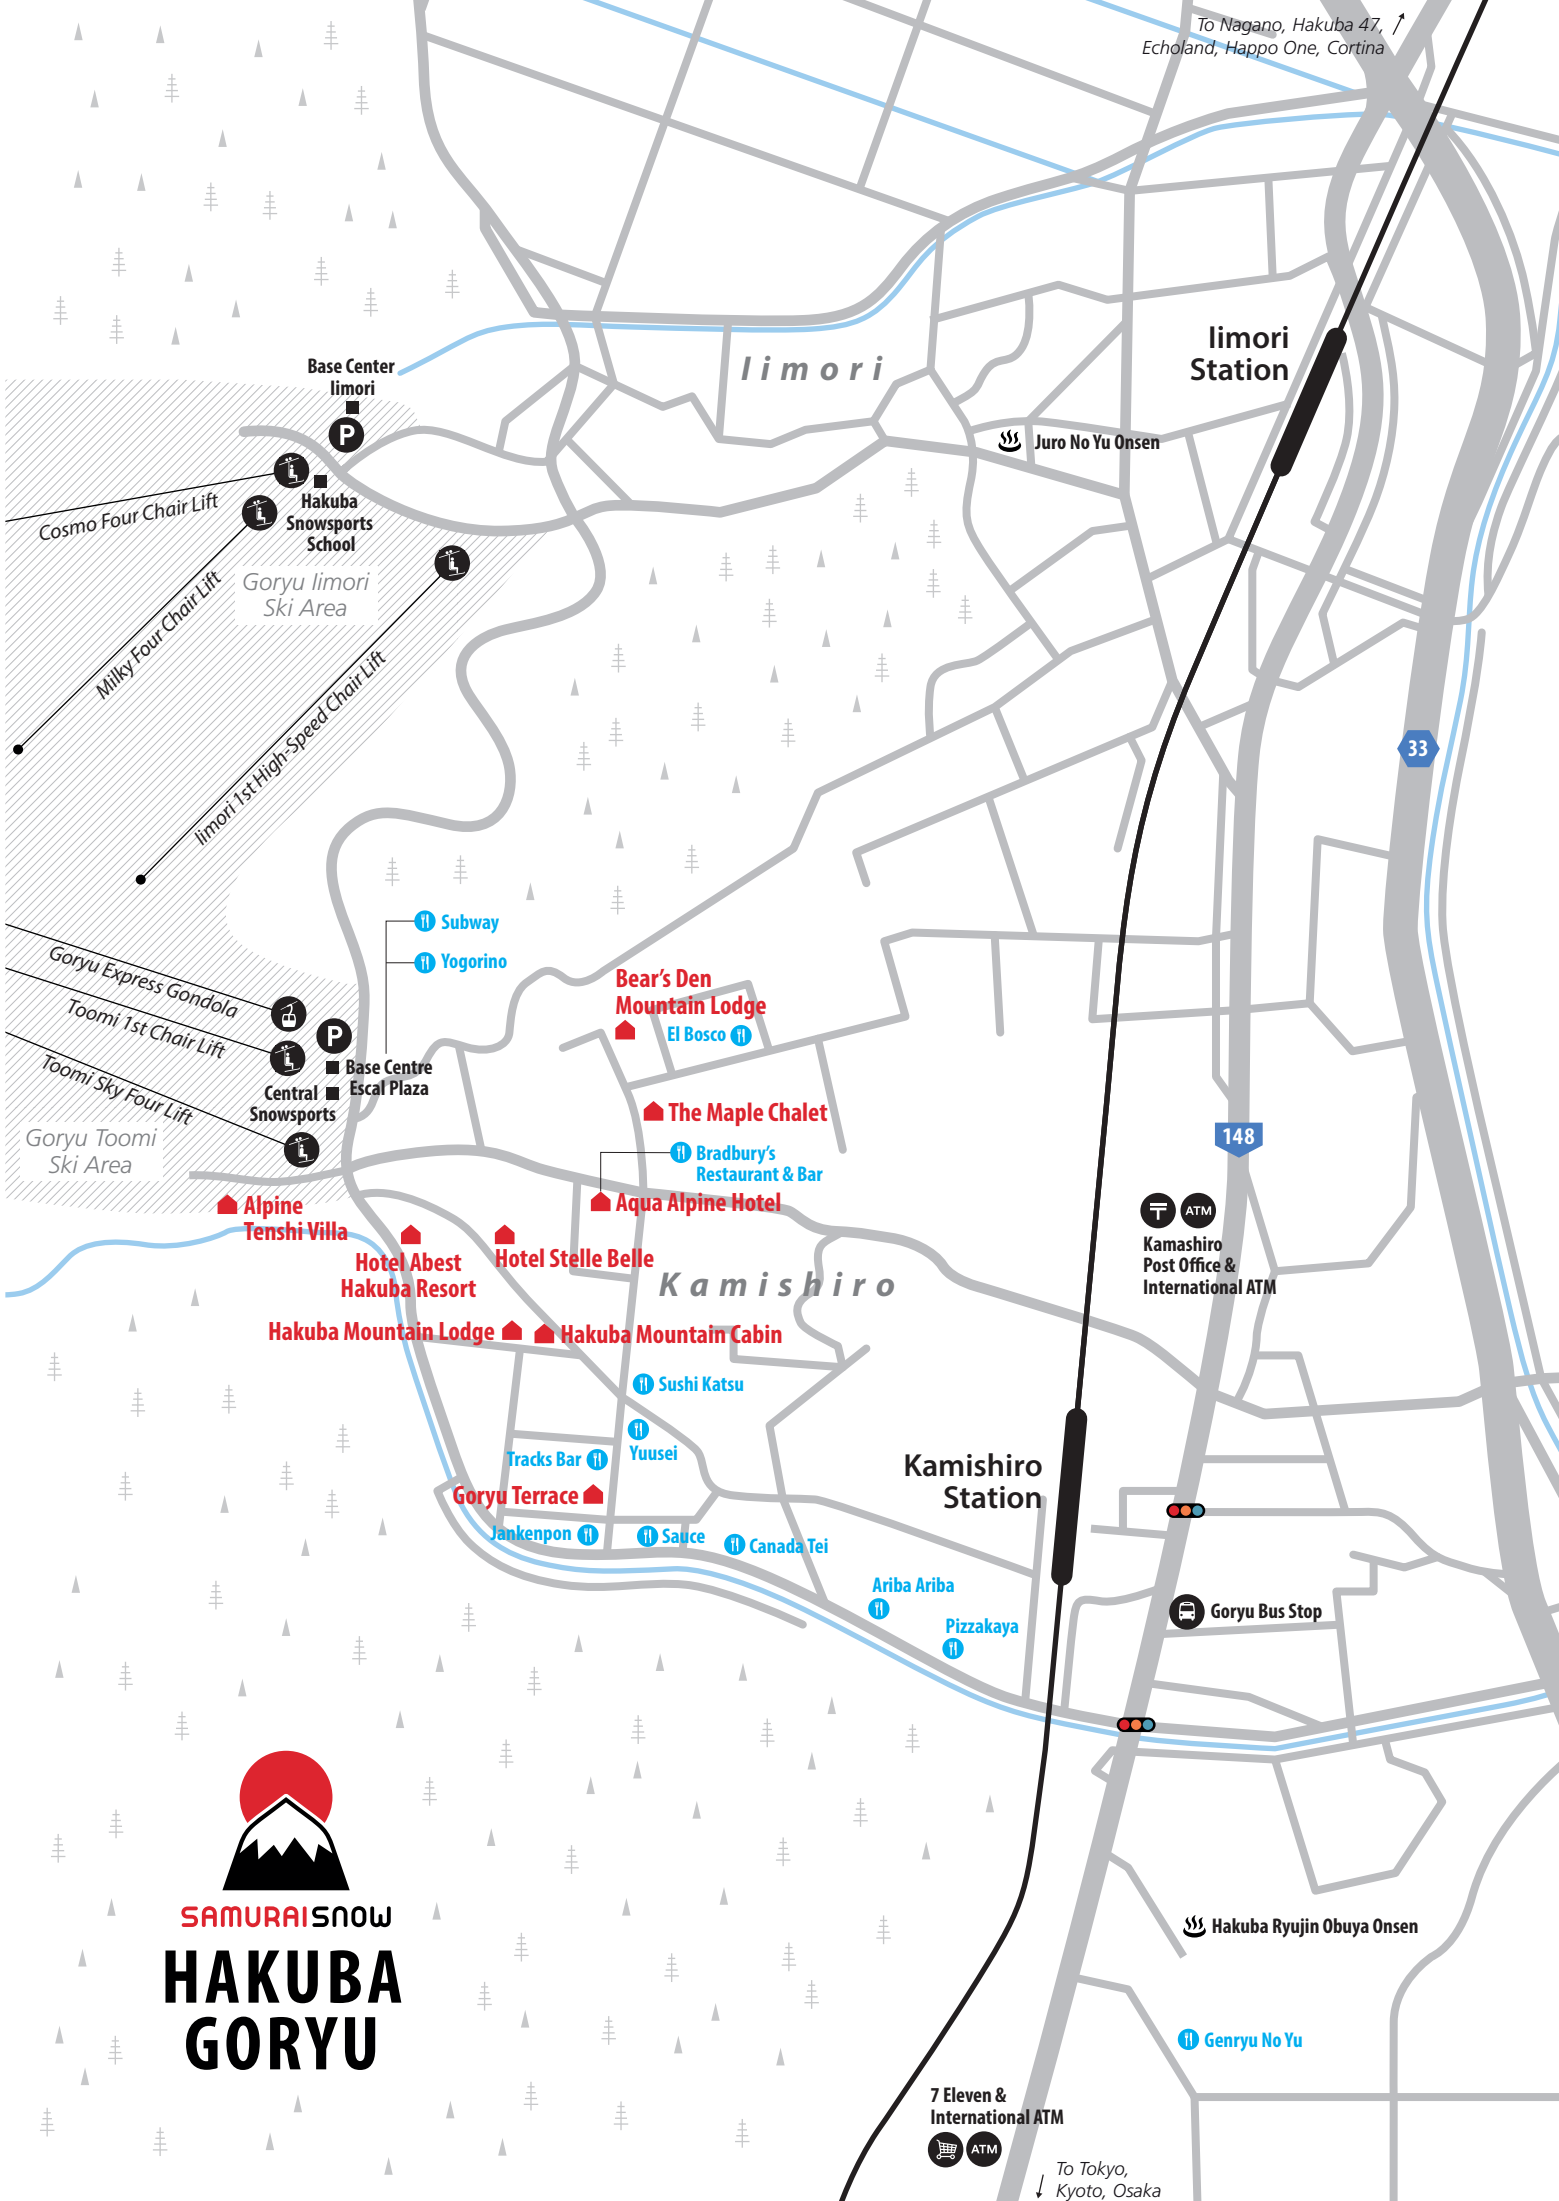 To Nagano, Hakuba 47,
Echoland, Happo One, Cortina
Iimori
Station
Iimori
Base Center
Iimori
P
Juro No Yu Onsen
Hakuba
Snowsports
School
Cosmo Four Chair Lift
Milky Four Chair Lift
Goryu Iimori
Ski Area
Iimori 1st High-Speed Chair Lift
33
Subway
Yogorino
Goryu Express Gondola
Toomi 1st Chair Lift
Toomi Sky Four Lift
P
Base Centre
Escal Plaza
Central
Snowsports
Goryu Toomi
Ski Area
Bear's Den
Mountain Lodge
El Bosco
The Maple Chalet
Bradbury's
Restaurant & Bar
Aqua Alpine Hotel
148
ATM
Kamashiro
Post Office &
International ATM
Alpine
Tenshi Villa
Hotel Abest
Hakuba Resort
Hotel Stelle Belle
Kamishiro
Hakuba Mountain Lodge
Hakuba Mountain Cabin
Sushi Katsu
Yuusei
Tracks Bar
Goryu Terrace
Jankenpon
Sauce
Canada Tei
Kamishiro
Station
Ariba Ariba
Pizzakaya
Goryu Bus Stop
SAMURAISNOW
HAKUBA
GORYU
Hakuba Ryujin Obuya Onsen
Genryu No Yu
7 Eleven &
International ATM
ATM
To Tokyo,
Kyoto, Osaka